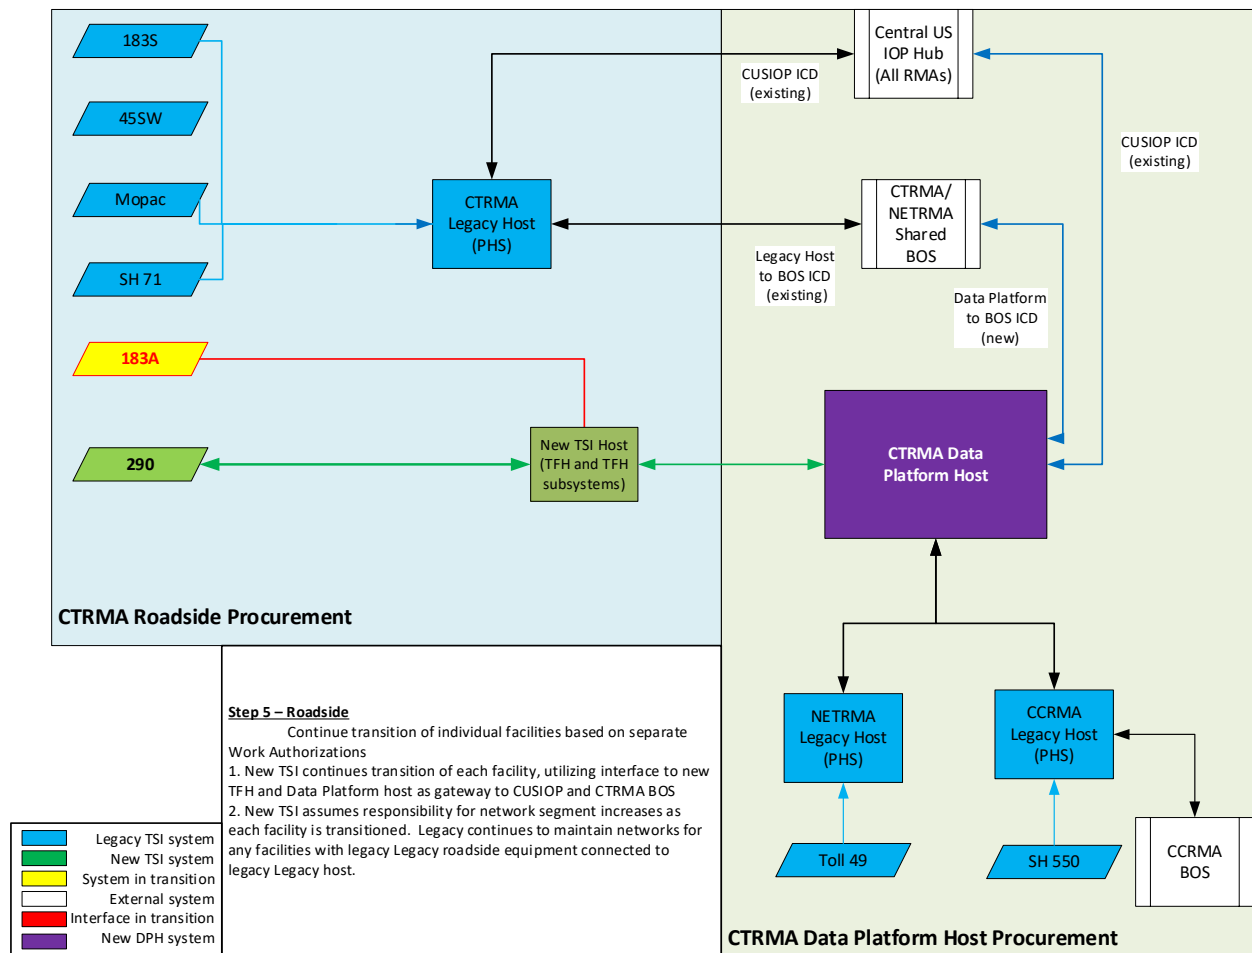 183S
45SW
Mopac
SH 71
183A
290
CTRMA
Legacy Host
(PHS)
New TSI Host
(TFH and TFH
subsystems)
CTRMA Roadside Procurement
CUSIOP ICD
(existing)
Legacy Host
to BOS ICD
(existing)
Central US
IOP Hub
(All RMAs)
CTRMA/
NETRMA
Shared
BOS
CUSIOP ICD
(existing)
Data Platform
to BOS ICD
(new)
CTRMA Data
Platform Host
NETRMA
Legacy Host
(PHS)
CCRMA
Legacy Host
(PHS)
Toll 49
SH 550
CCRMA
BOS
CTRMA Data Platform Host Procurement
Step 5 – Roadside
Continue transition of individual facilities based on separate
Work Authorizations
1. New TSI continues transition of each facility, utilizing interface to new
TFH and Data Platform host as gateway to CUSIOP and CTRMA BOS
2. New TSI assumes responsibility for network segment increases as
each facility is transitioned.  Legacy continues to maintain networks for
any facilities with legacy Legacy roadside equipment connected to
legacy Legacy host.
Legacy TSI system
New TSI system
System in transition
External system
Interface in transition
New DPH system